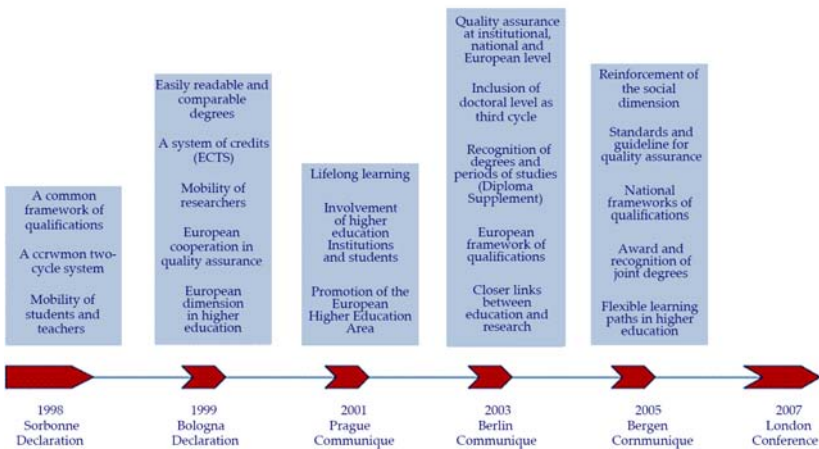 A common
framework of
qualifications
A ccrwmon two-
cycle system
Mobility of
students and
teachers
Easily readable and
comparable
degrees
A system of credits
(ECTS)
Mobility of
researchers
European
cooperation in
quality assurance
European
dimension
in higher
education
Lifelong learning
Involvement
of higher
education
Institutions
and students
Promotion of the
European
Higher Education
Area
Quality assurance
at institutional,
national and
European level
Inclusion of
doctoral level as
third cycle
Recognition of
degrees and
periods of studies
(Diploma
Supplement)
European
framework of
qualifications
Closer links
between
education and
research
Reinforcement of
the social
dimension
Standards and
guideline for
quality assurance
National
frameworks of
qualifications
Award and
recognition of
joint degrees
Flexible learning
paths in higher
education
1998
Sorbonne
Declaration
1999
Bologna
Declaration
2001
Prague
Communique
2003
Berlin
Communique
2005
Bergen
Cornmunique
2007
London
Conference